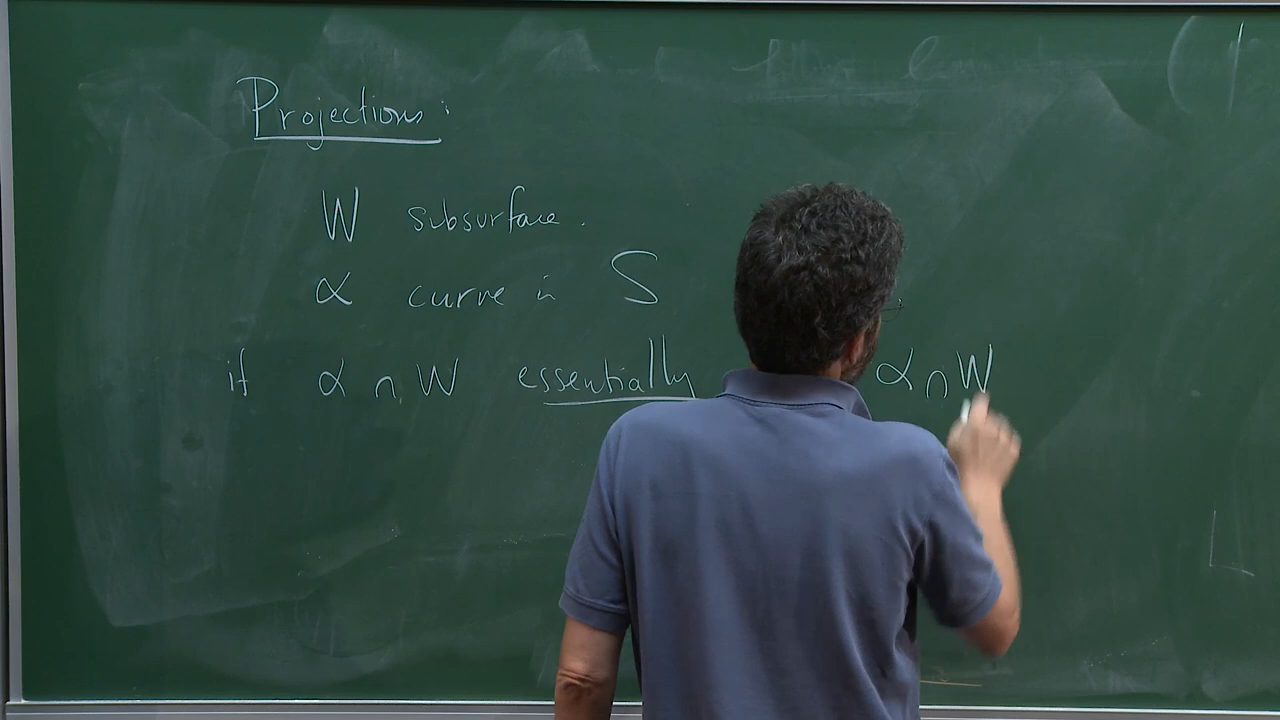 Projections:
W subsurface.
α curve in S
if α ∩ W essentially α ∩ W